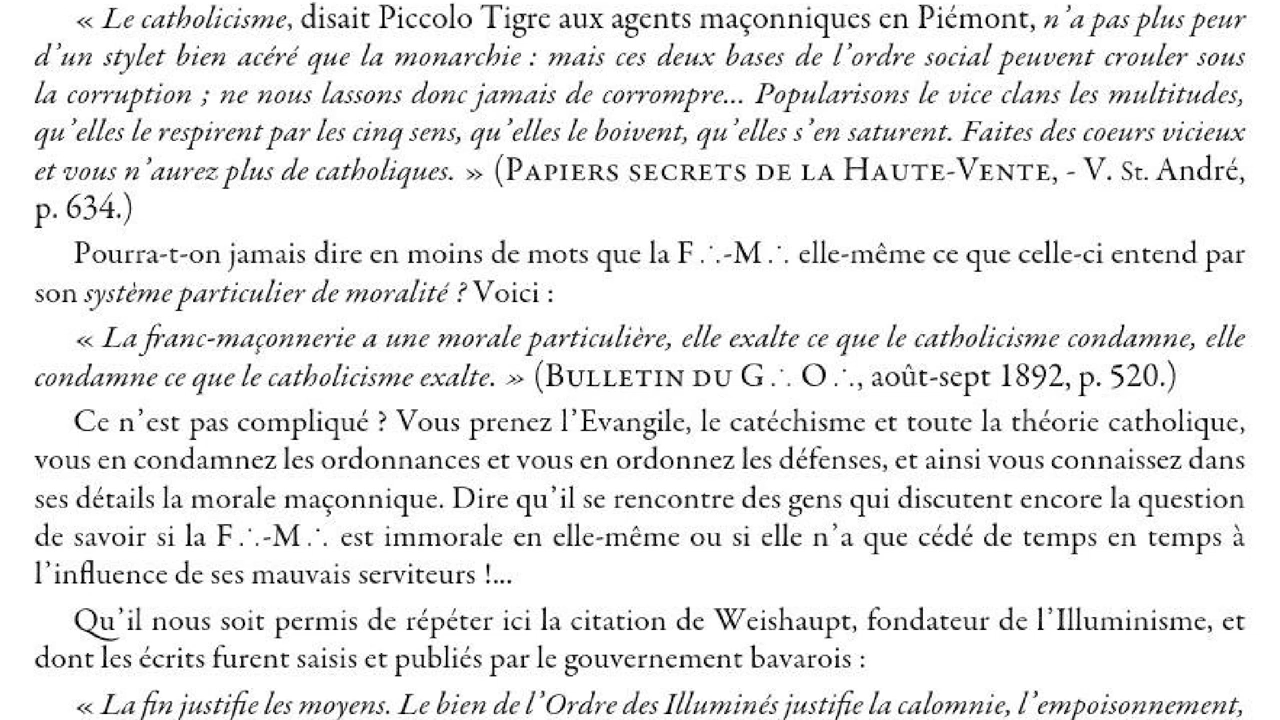 « Le catholicisme, disait Piccolo Tigre aux agents maçonniques en Piémont, n’a pas plus peur
d’un stylet bien acéré que la monarchie : mais ces deux bases de l’ordre social peuvent crouler sous
la corruption ; ne nous lassons donc jamais de corrompre... Popularisons le vice clans les multitudes,
qu’elles le respirent par les cinq sens, qu’elles le boivent, qu’elles s’en saturent. Faites des coeurs vicieux
et vous n’aurez plus de catholiques. » (PAPIERS SECRETS DE LA HAUTE-VENTE, - V. St. André,
p. 634.)
Pourra-t-on jamais dire en moins de mots que la F∴-M∴ elle-même ce que celle-ci entend par
son système particulier de moralité ? Voici :
« La franc-maçonnerie a une morale particulière, elle exalte ce que le catholicisme condamne, elle
condamne ce que le catholicisme exalte. » (BULLETIN DU G∴ O∴, août-sept 1892, p. 520.)
Ce n’est pas compliqué ? Vous prenez l’Evangile, le catéchisme et toute la théorie catholique,
vous en condamnez les ordonnances et vous en ordonnez les défenses, et ainsi vous connaissez dans
ses détails la morale maçonnique. Dire qu’il se rencontre des gens qui discutent encore la question
de savoir si la F∴-M∴ est immorale en elle-même ou si elle n’a que cédé de temps en temps à
l’influence de ses mauvais serviteurs !...
Qu’il nous soit permis de répéter ici la citation de Weishaupt, fondateur de l’Illuminisme, et
dont les écrits furent saisis et publiés par le gouvernement bavarois :
« La fin justifie les moyens. Le bien de l’Ordre des Illuminés justifie la calomnie, l’empoisonnement,